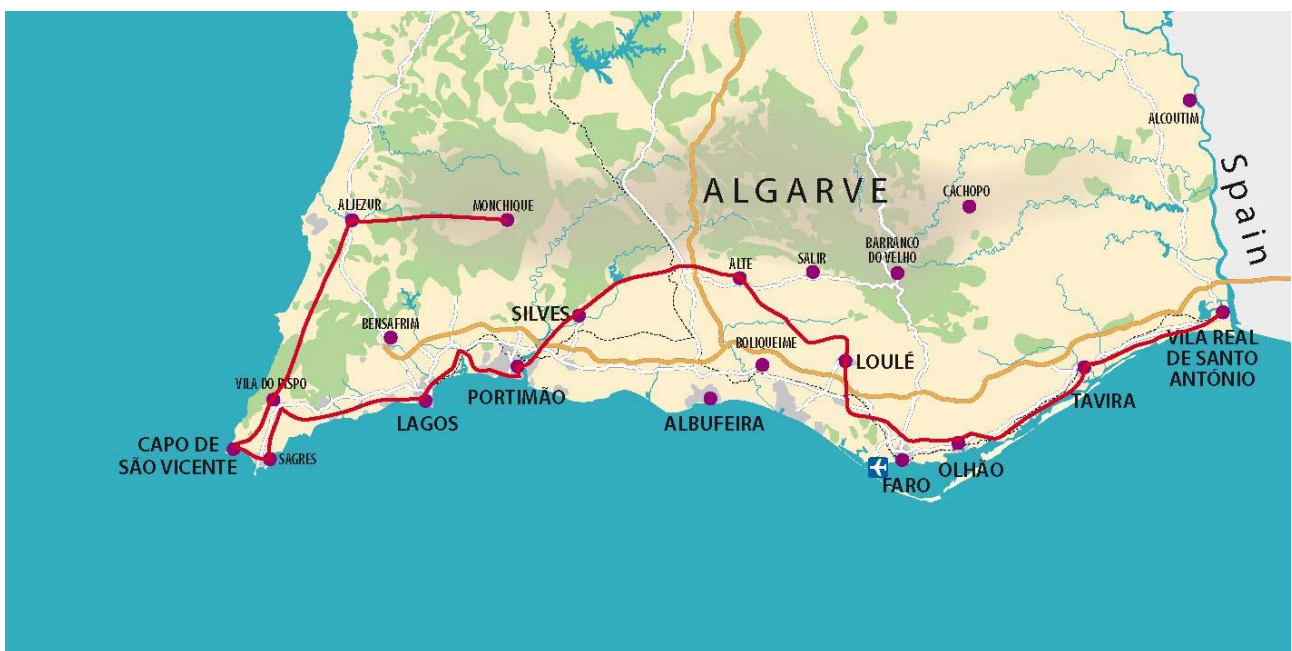 ALCOUTIM
Spain
ALGARVE
CACHOPO
ALJEZUR
MONCHIQUE
BARRANCO
DO VELHO
ALTE
SALIR
SILVES
BENSAFRIM
BOLIQUEIME
LOULÉ
VILA REAL
DE SANTO
ANTÓNIO
VILA DO BISPO
PORTIMÃO
TAVIRA
LAGOS
ALBUFEIRA
CAPO DE
SÃO VICENTE
SAGRES
OLHÃO
FARO